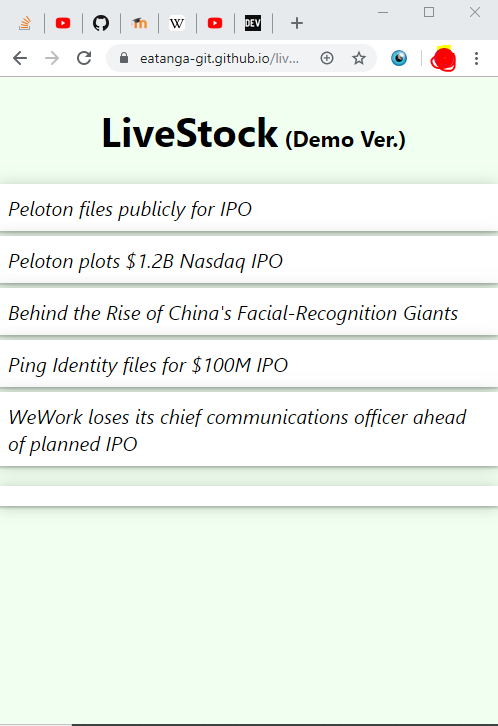 W
DEV
eatanga-git.github.io/liv...
LiveStock (Demo Ver.)
Peloton files publicly for IPO
Peloton plots $1.2B Nasdaq IPO
Behind the Rise of China's Facial-Recognition Giants
Ping Identity files for $100M IPO
WeWork loses its chief communications officer ahead
of planned IPO